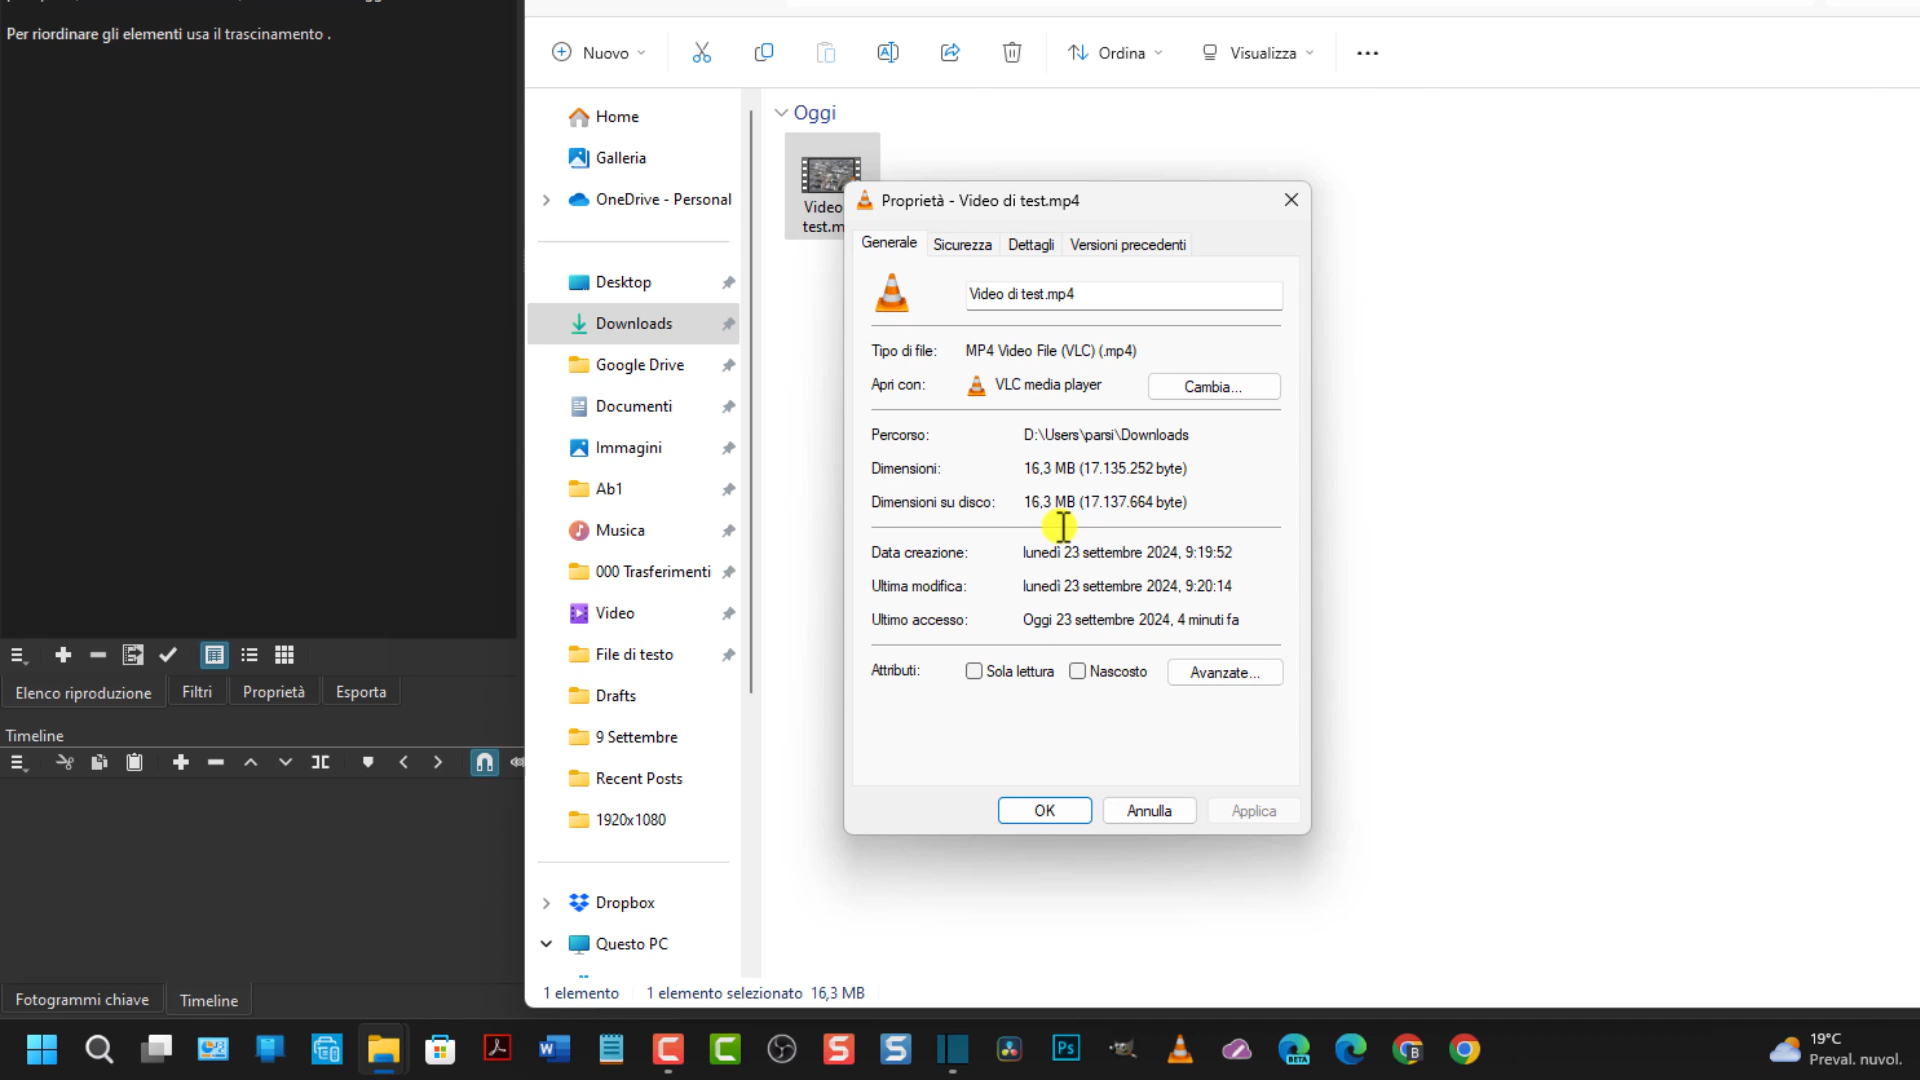 Per riordinare gli elementi usa il trascinamento .
Nuovo
Ordina
Visualizza
Home
Galleria
OneDrive - Personal
Desktop
Downloads
Google Drive
Documenti
Immagini
Ab1
Musica
000 Trasferimenti
Video
File di testo
Drafts
9 Settembre
Recent Posts
1920x1080
Dropbox
Questo PC
Oggi
Video
test.m
Proprietà - Video di test.mp4
Generale
Sicurezza
Dettagli
Versioni precedenti
Video di test.mp4
Tipo di file: MP4 Video File (VLC) (.mp4)
Apri con: VLC media player Cambia...
Percorso: D:\Users\parsi\Downloads
Dimensioni: 16,3 MB (17.135.252 byte)
Dimensioni su disco: 16,3 MB (17.137.664 byte)
Data creazione: lunedì 23 settembre 2024, 9:19:52
Ultima modifica: lunedì 23 settembre 2024, 9:20:14
Ultimo accesso: Oggi 23 settembre 2024, 4 minuti fa
Attributi: Sola lettura Nascosto Avanzate...
OK Annulla Applica
1 elemento 1 elemento selezionato 16,3 MB
Elenco riproduzione Filtri Proprietà Esporta
Timeline
Fotogrammi chiave Timeline
19°C
Preval. nuvol.